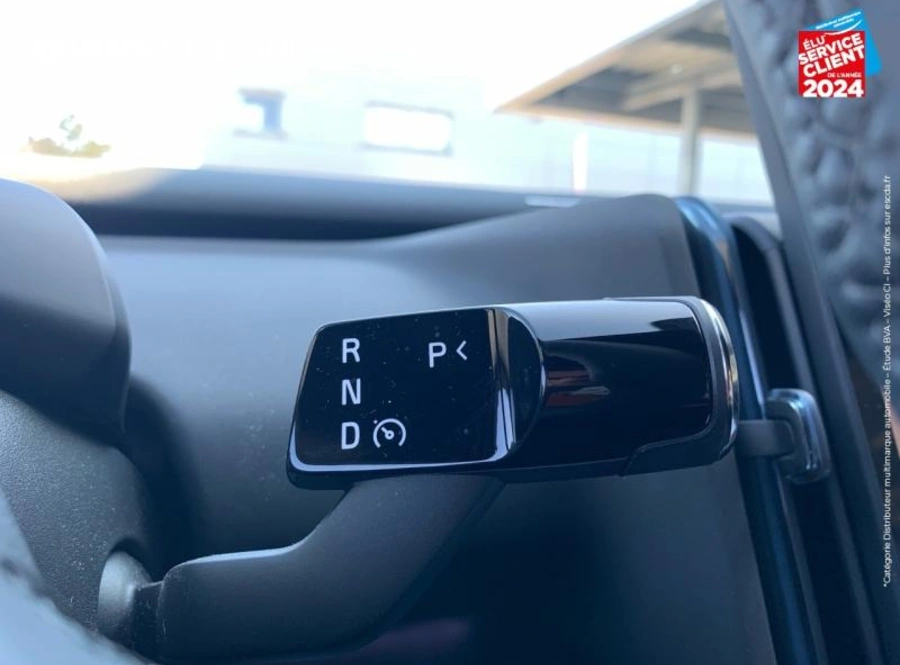 ÉLU
SERVICE
CLIENT
DE L'ANNÉE
2024
R
P<
N
D
*Catégorie Distributeur multimarque automobile – Étude BVA – Viséo CI – Plus d'infos sur escda.fr